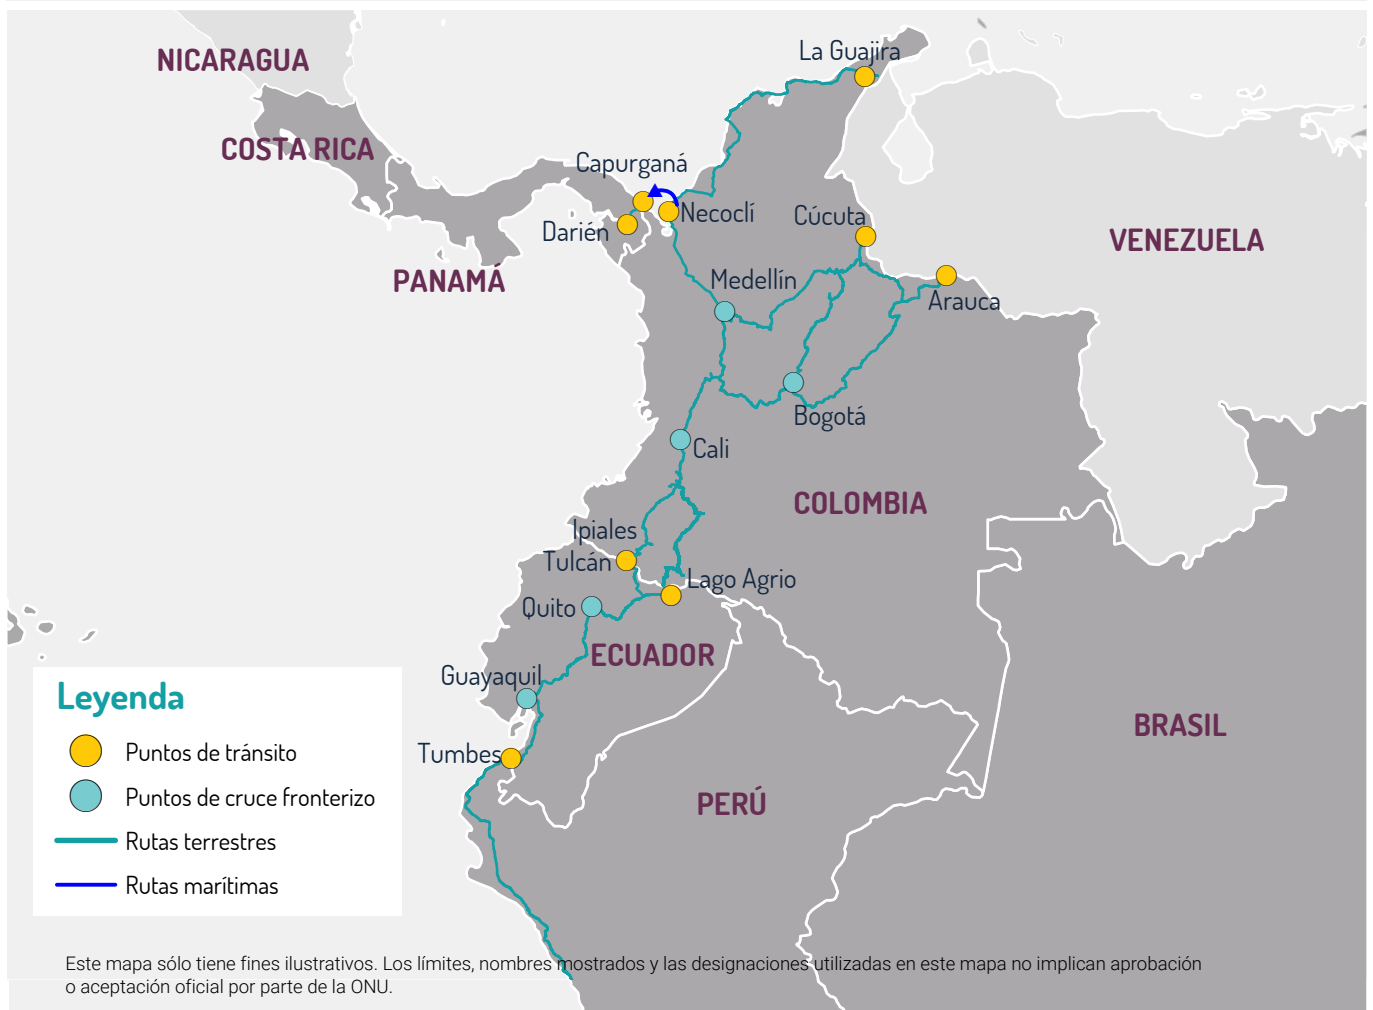 NICARAGUA
La Guajira
COSTA RICA
Capurganá
Necoclí
Cúcuta
Darién
VENEZUELA
PANAMÁ
Medellín
Arauca
Bogotá
Cali
COLOMBIA
Ipiales
Tulcán
Lago Agrio
Quito
ECUADOR
Guayaquil
BRASIL
Tumbes
PERÚ
Leyenda
Puntos de tránsito
Puntos de cruce fronterizo
Rutas terrestres
Rutas marítimas
Este mapa sólo tiene fines ilustrativos. Los límites, nombres mostrados y las designaciones utilizadas en este mapa no implican aprobación
o aceptación oficial por parte de la ONU.